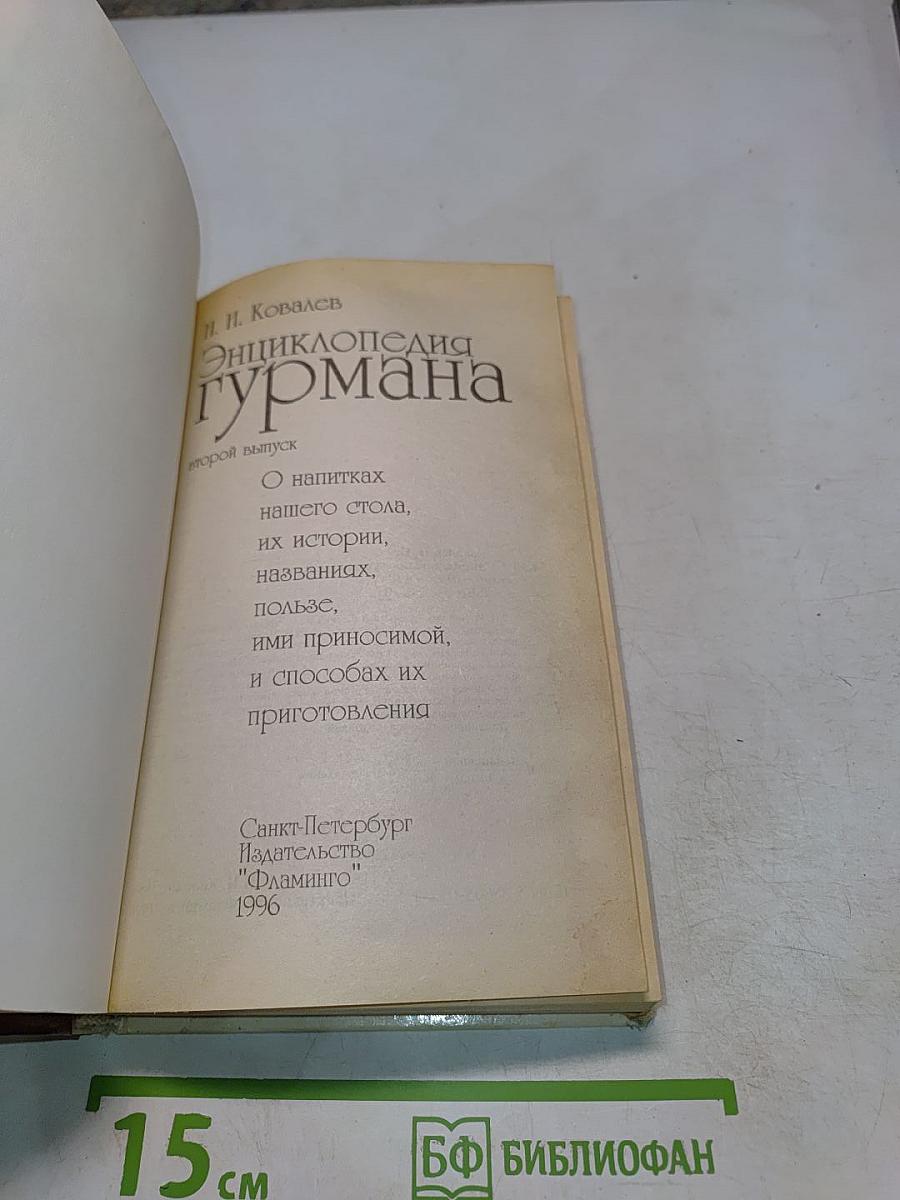 Н. И. Ковалев
Энциклопедия
гурмана
второй выпуск
О напитках
нашего стола,
их истории,
названиях,
пользе,
ими приносимой,
и способах их
приготовления
Санкт-Петербург
Издательство
"Фламинго"
1996
15 см
БФ БИБЛИОФАН